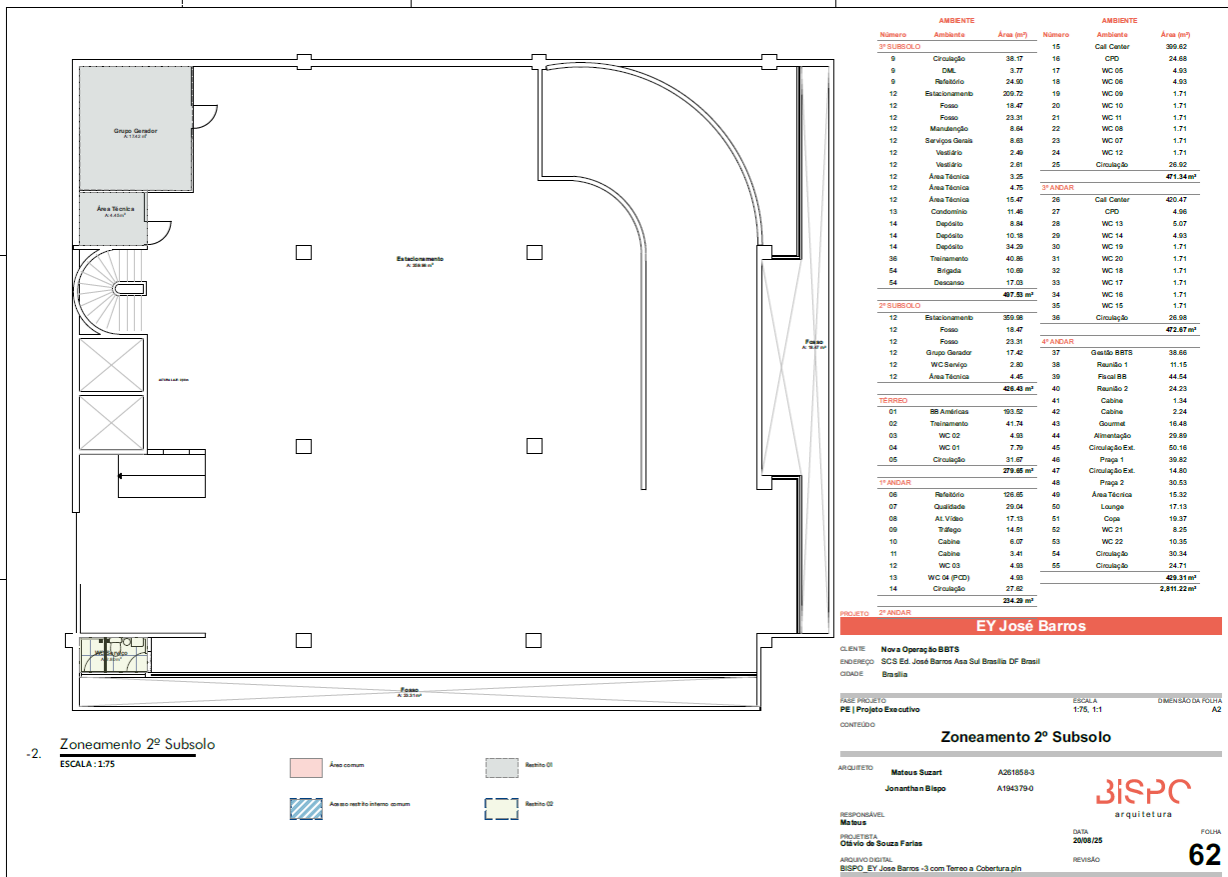 Grupo Gerador
A: 17.42 m²
Área Técnica
A: 4.45 m²
Estacionamento
Fosso
A: 18.47 m²
WC Serviço
Fosso
A: 23.31 m²
-2.
Zoneamento 2º Subsolo
ESCALA : 1:75
Área comum
Restrito 01
Acesso restrito interno comum
Restrito 02
AMBIENTE
Número Ambiente Área (m²)
3º SUBSOLO
9 Circulação 38.17
9 DML 3.77
9 Refeitório 24.90
12 Estacionamento 209.72
12 Fosso 18.47
12 Fosso 23.31
12 Manutenção 8.64
12 Serviços Gerais 8.63
12 Vestiário 2.49
12 Vestiário 2.61
12 Área Técnica 3.25
12 Área Técnica 4.75
12 Área Técnica 15.47
13 Condomínio 11.46
14 Depósito 8.84
14 Depósito 10.18
14 Depósito 34.29
36 Treinamento 40.86
54 Brigada 10.69
54 Descanso 17.03
497.53 m²
2º SUBSOLO
12 Estacionamento 359.98
12 Fosso 18.47
12 Fosso 23.31
12 Grupo Gerador 17.42
12 WC Serviço 2.80
12 Área Técnica 4.45
426.43 m²
TÉRREO
01 BB Américas 193.52
02 Treinamento 41.74
03 WC 02 4.93
04 WC 01 7.79
05 Circulação 31.67
279.65 m²
1º ANDAR
06 Refeitório 126.65
07 Qualidade 29.04
08 At. Vídeo 17.13
09 Tráfego 14.51
10 Cabine 6.07
11 Cabine 3.41
12 WC 03 4.93
13 WC 04 (PCD) 4.93
14 Circulação 27.62
234.29 m²
2º ANDAR
AMBIENTE
Número Ambiente Área (m²)
15 Call Center 399.62
16 CPD 24.68
17 WC 05 4.93
18 WC 06 4.93
19 WC 09 1.71
20 WC 10 1.71
21 WC 11 1.71
22 WC 08 1.71
23 WC 07 1.71
24 WC 12 1.71
25 Circulação 26.92
471.34 m²
3º ANDAR
26 Call Center 420.47
27 CPD 4.96
28 WC 13 5.07
29 WC 14 4.93
30 WC 19 1.71
31 WC 20 1.71
32 WC 18 1.71
33 WC 17 1.71
34 WC 16 1.71
35 WC 15 1.71
36 Circulação 26.98
472.67 m²
4º ANDAR
37 Gestão BBTS 38.66
38 Reunião 1 11.15
39 Fiscal BB 44.54
40 Reunião 2 24.23
41 Cabine 1.34
42 Cabine 2.24
43 Gourmet 16.48
44 Alimentação 29.89
45 Circulação Ext. 50.16
46 Praça 1 39.82
47 Circulação Ext. 14.80
48 Praça 2 30.53
49 Área Técnica 15.32
50 Lounge 17.13
51 Copa 19.37
52 WC 21 8.25
53 WC 22 10.35
54 Circulação 30.34
55 Circulação 24.71
429.31 m²
2,811.22 m²
PROJETO
EY José Barros
CLIENTE Nova Operação BBTS
ENDEREÇO SCS Ed. José Barros Asa Sul Brasília DF Brasil
CIDADE Brasília
FASE PROJETO ESCALA DIMENSÃO DA FOLHA
PE | Projeto Executivo 1:75, 1:1 A2
CONTEÚDO
Zoneamento 2º Subsolo
ARQUITETO
Mateus Suzart A261858-3
Jonanthan Bispo A194379-0
BISPO
arquitetura
RESPONSÁVEL
Mateus
PROJETISTA
Otávio de Souza Farias
DATA FOLHA
20/08/25
ARQUIVO DIGITAL REVISÃO 62
BISPO_EY Jose Barros -3 com Terreo a Cobertura.pln